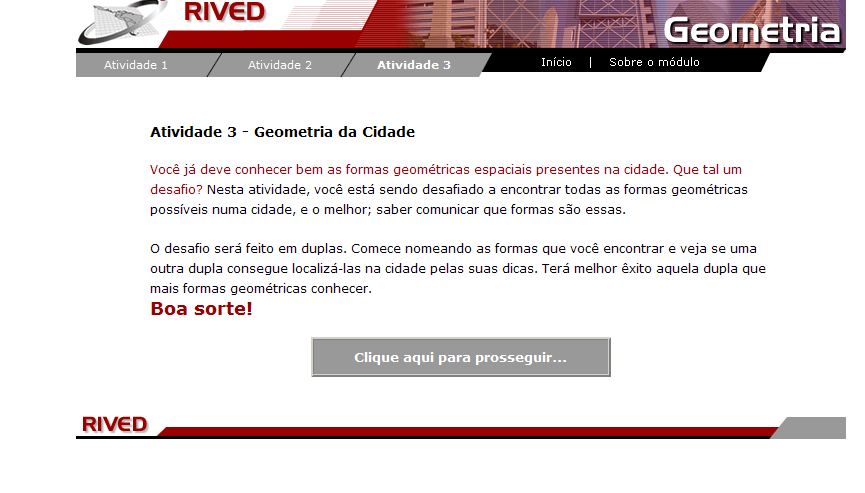 RIVED
Geometria
Atividade 1
Atividade 2
Atividade 3
Início | Sobre o módulo
Atividade 3 - Geometria da Cidade
Você já deve conhecer bem as formas geométricas espaciais presentes na cidade. Que tal um
desafio? Nesta atividade, você está sendo desafiado a encontrar todas as formas geométricas
possíveis numa cidade, e o melhor; saber comunicar que formas são essas.
O desafio será feito em duplas. Comece nomeando as formas que você encontrar e veja se uma
outra dupla consegue localizá-las na cidade pelas suas dicas. Terá melhor êxito aquela dupla que
mais formas geométricas conhecer.
Boa sorte!
Clique aqui para prosseguir...
RIVED